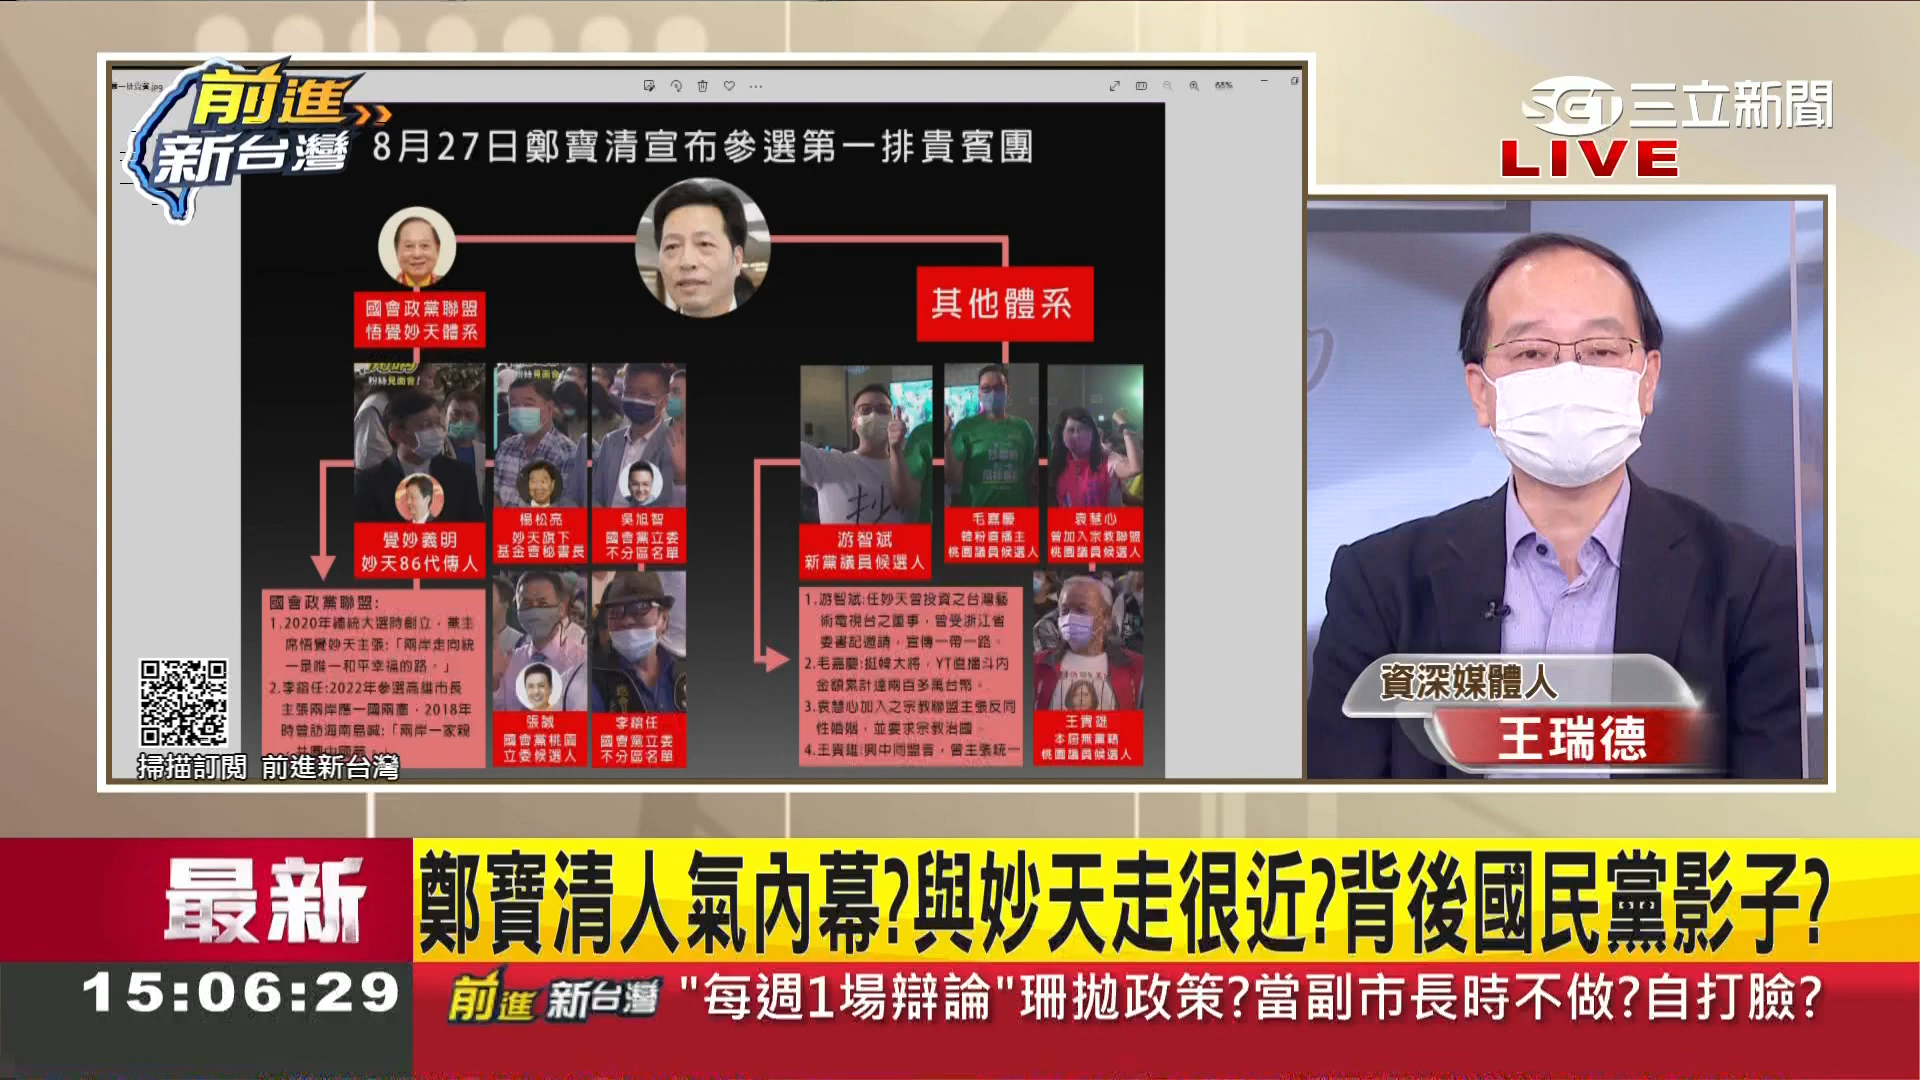 前進
新台灣
SET三立新聞
LIVE
68%
8月27日鄭寶清宣布參選第一排貴賓團
國會政黨聯盟
悟覺妙天體系
其他體系
粉絲見面會!
覺妙義明
妙天86代傳人
楊松亮
妙天旗下
基金會秘書長
吳旭智
國會黨立委
不分區名單
游智斌
新黨議員候選人
毛嘉慶
韓粉直播主
桃園議員候選人
袁慧心
曾加入宗教聯盟
桃園議員候選人
國會政黨聯盟:
1.2020年總統大選時創立，黨主
席悟覺妙天主張:「兩岸走向統
一是唯一和平幸福的路。」
2.李錧任:2022年參選高雄市長
主張兩岸應一國兩憲，2018年
時曾訪海南島喊:「兩岸一家親
張誠
國會黨桃園
立委候選人
李錧任
國會黨立委
不分區名單
1.游智斌:任妙天曾投資之台灣藝
術電視台之董事，曾受浙江省
委書記邀請，宣傳一帶一路。
2.毛嘉慶:挺韓大將，YT直播斗內
金額累計達兩百多萬台幣。
3.袁慧心加入之宗教聯盟主張反同
性婚姻，並要求宗教治國。
4.王寶雄:興中同盟會，曾主張統一
王寶雄
本屆無黨籍
桃園議員候選人
掃描訂閱 前進新台灣
資深媒體人
王瑞德
最新
鄭寶清人氣內幕?與妙天走很近?背後國民黨影子?
15:06:29
前進新台灣
"每週1場辯論"珊拋政策?當副市長時不做?自打臉?